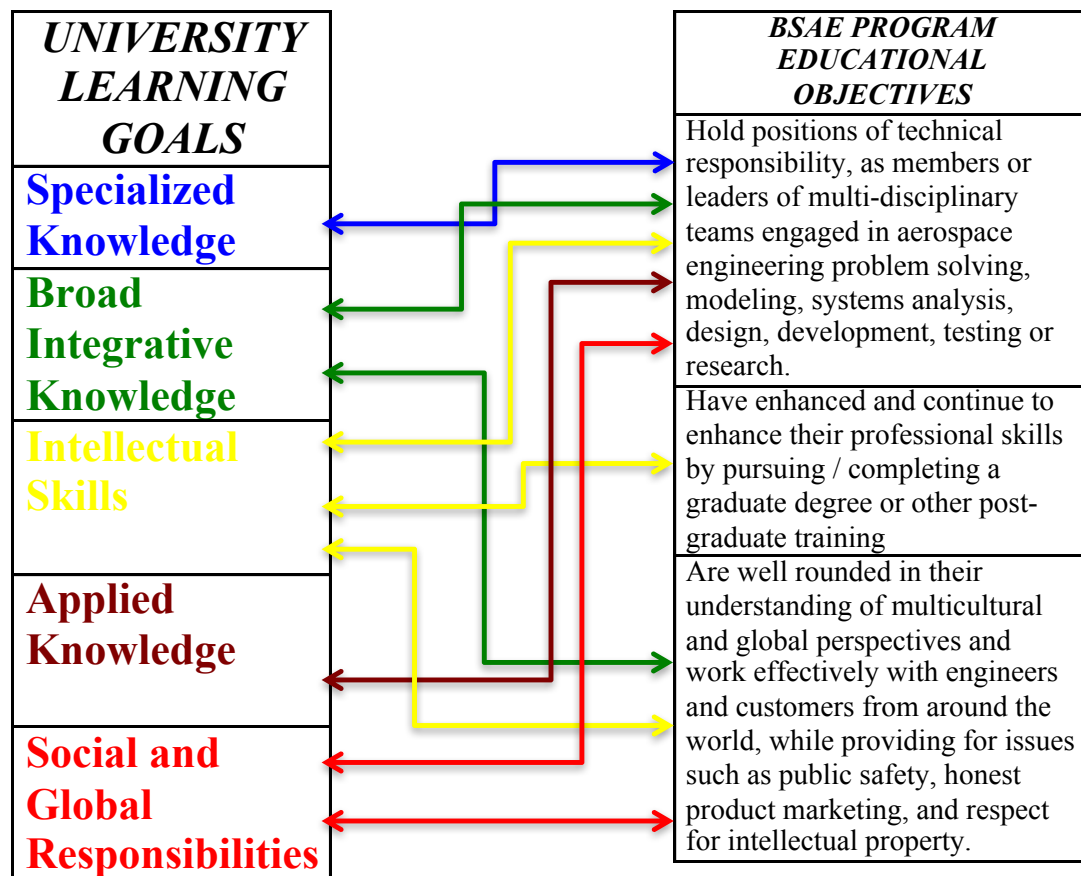 UNIVERSITY
LEARNING
GOALS
Specialized
Knowledge
Broad
Integrative
Knowledge
Intellectual
Skills
Applied
Knowledge
Social and
Global
Responsibilities
BSAE PROGRAM
EDUCATIONAL
OBJECTIVES
Hold positions of technical
responsibility, as members or
leaders of multi-disciplinary
teams engaged in aerospace
engineering problem solving,
modeling, systems analysis,
design, development, testing or
research.
Have enhanced and continue to
enhance their professional skills
by pursuing / completing a
graduate degree or other post-
graduate training
Are well rounded in their
understanding of multicultural
and global perspectives and
work effectively with engineers
and customers from around the
world, while providing for issues
such as public safety, honest
product marketing, and respect
for intellectual property.